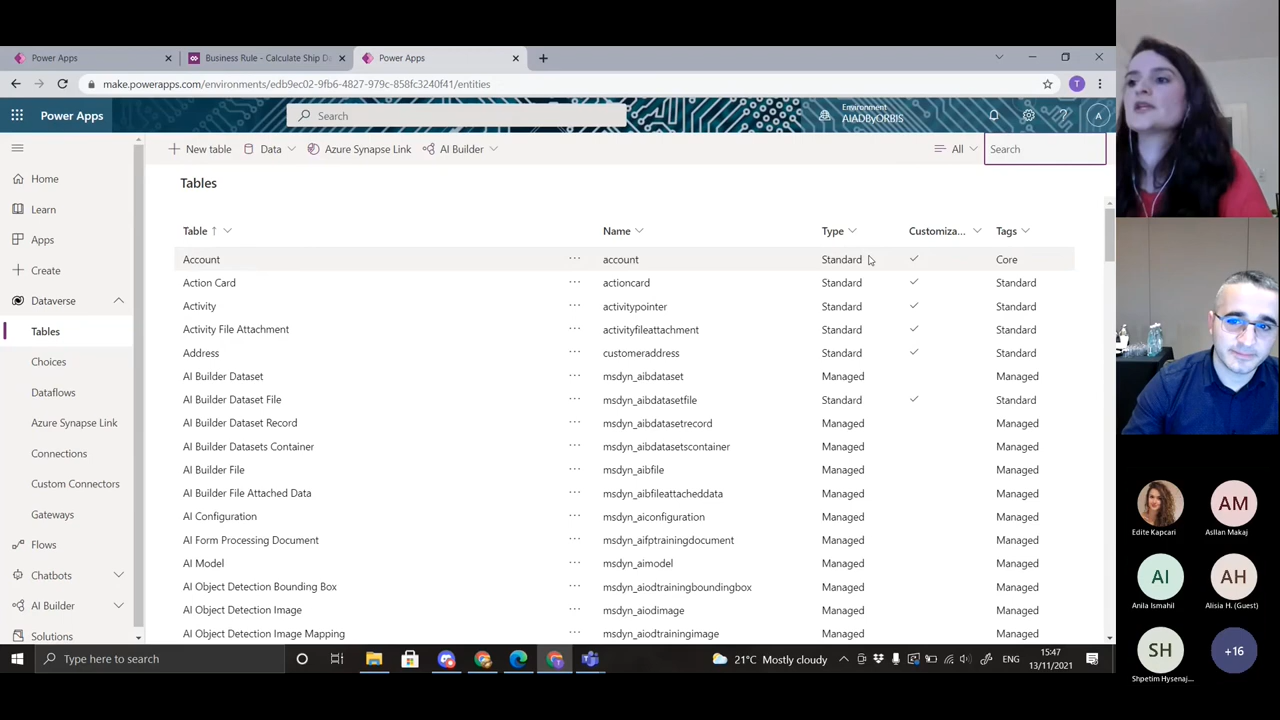 Power Apps
Business Rule - Calculate Ship D
Power Apps
make.powerapps.com/environments/edb9ec02-9fb6-4827-979c-858fc3240f41/entities
Power Apps
Search
Environment
AIADByORBIS
A
New table
Data
Azure Synapse Link
AI Builder
All
Search
Home
Learn
Apps
Create
Dataverse
Tables
Choices
Dataflows
Azure Synapse Link
Connections
Custom Connectors
Gateways
Flows
Chatbots
AI Builder
Solutions
Tables
Table ↑ Name Type Customiza... Tags
Account ... account Standard ✓ Core
Action Card ... actioncard Standard ✓ Standard
Activity ... activitypointer Standard ✓ Standard
Activity File Attachment ... activityfileattachment Standard ✓ Standard
Address ... customeraddress Standard ✓ Standard
AI Builder Dataset ... msdyn_aibdataset Managed Managed
AI Builder Dataset File ... msdyn_aibdatasetfile Standard ✓ Standard
AI Builder Dataset Record ... msdyn_aibdatasetrecord Managed Managed
AI Builder Datasets Container ... msdyn_aibdatasetscontainer Managed Managed
AI Builder File ... msdyn_aibfile Managed Managed
AI Builder File Attached Data ... msdyn_aibfileattacheddata Managed Managed
AI Configuration ... msdyn_aiconfiguration Managed Managed
AI Form Processing Document ... msdyn_aifptrainingdocument Managed Managed
AI Model ... msdyn_aimodel Managed Managed
AI Object Detection Bounding Box ... msdyn_aiodtrainingboundingbox Managed Managed
AI Object Detection Image ... msdyn_aiodimage Managed Managed
AI Object Detection Image Mapping ... msdyn_aiodtrainingimage Managed Managed
Type here to search
21°C Mostly cloudy
ENG
15:47
13/11/2021
Edite Kapcari
AM
Asllan Makaj
AI
Anila Ismahil
AH
Alisia H. (Guest)
SH
Shpetim Hysenaj...
+16